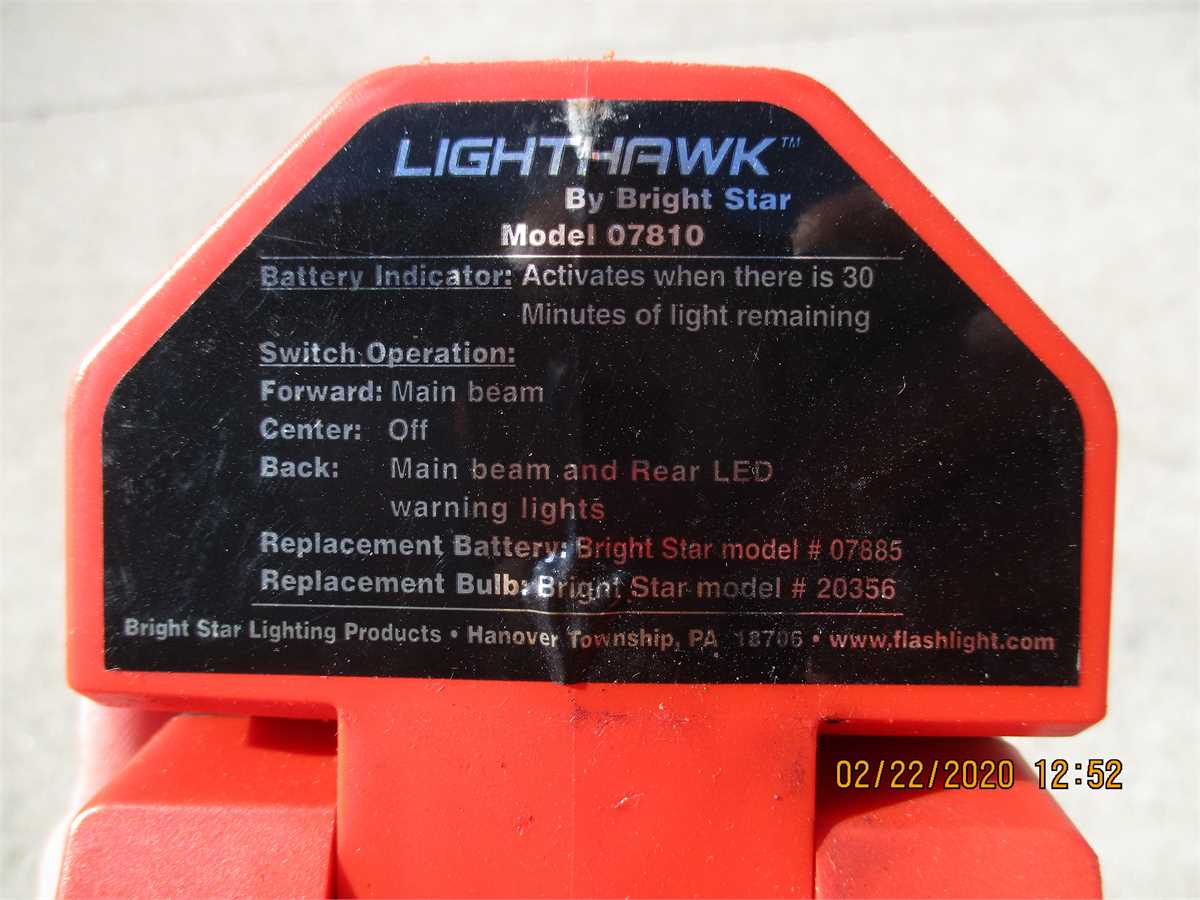 LIGHTHAWK™
By Bright Star
Model 07810
Battery Indicator: Activates when there is 30
Minutes of light remaining
Switch Operation:
Forward: Main beam
Center: Off
Back: Main beam and Rear LED
warning lights
Replacement Battery: Bright Star model # 07885
Replacement Bulb: Bright Star model # 20356
Bright Star Lighting Products • Hanover Township, PA 18706 • www.flashlight.com
02/22/2020 12:52